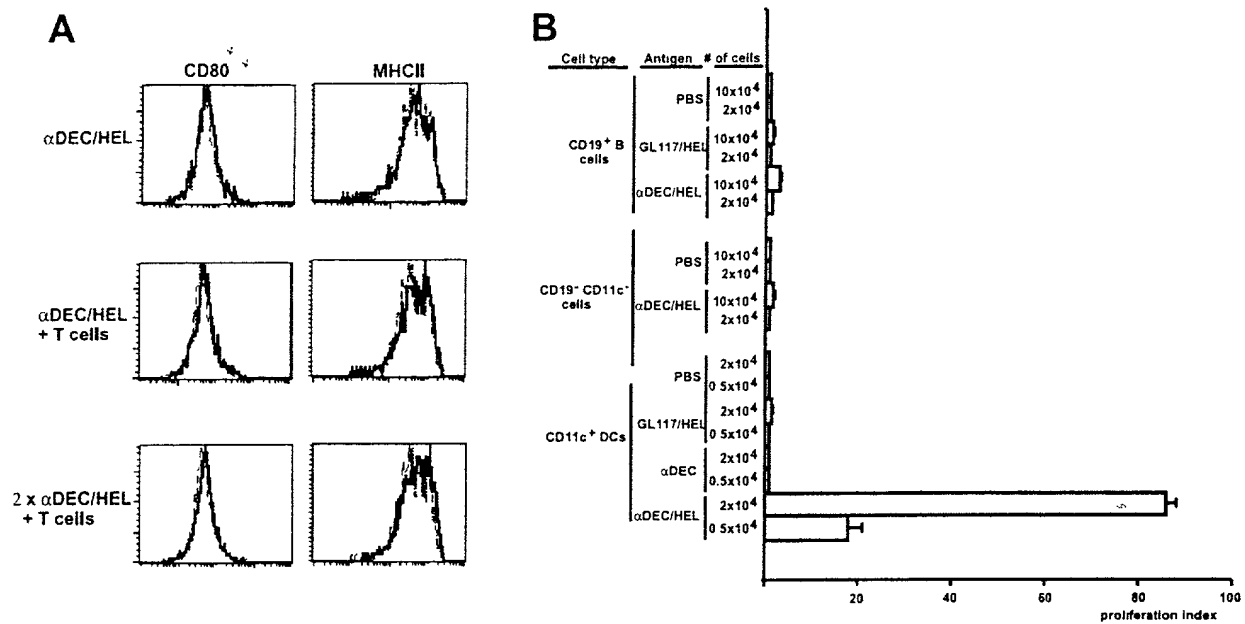 A
CD80
MHCII
αDEC/HEL
αDEC/HEL
+ T cells
2 x αDEC/HEL
+ T cells
B
Cell type Antigen # of cells
CD19+ B
cells
PBS
10x10⁴
2x10⁴
GL117/HEL
10x10⁴
2x10⁴
αDEC/HEL
10x10⁴
2x10⁴
CD19- CD11c-
cells
PBS
10x10⁴
2x10⁴
αDEC/HEL
10x10⁴
2x10⁴
CD11c+ DCs
PBS
2x10⁴
0 5x10⁴
GL117/HEL
2x10⁴
0 5x10⁴
αDEC
2x10⁴
0.5x10⁴
αDEC/HEL
2x10⁴
0 5x10⁴
20 40 60 80 100
proliferation index